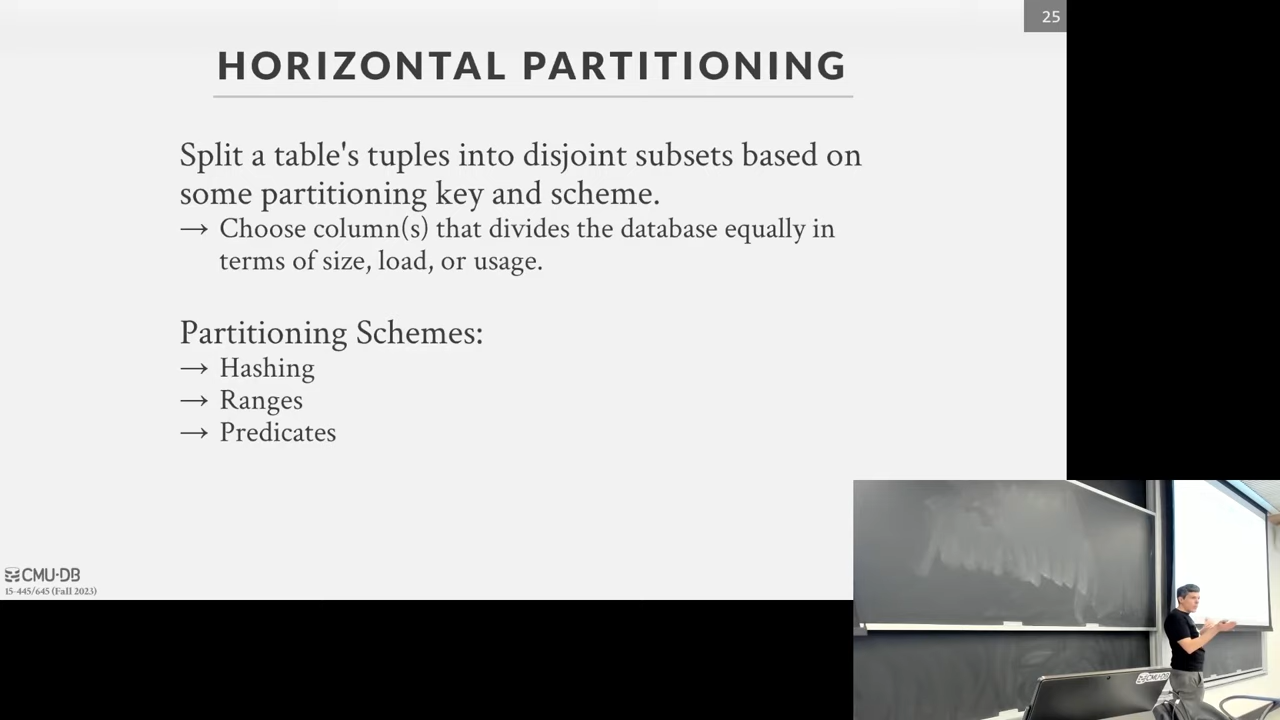 25
HORIZONTAL PARTITIONING
Split a table's tuples into disjoint subsets based on
some partitioning key and scheme.
→ Choose column(s) that divides the database equally in
terms of size, load, or usage.
Partitioning Schemes:
→ Hashing
→ Ranges
→ Predicates
CMU·DB
15-445/645 (Fall 2023)
CMU·DB